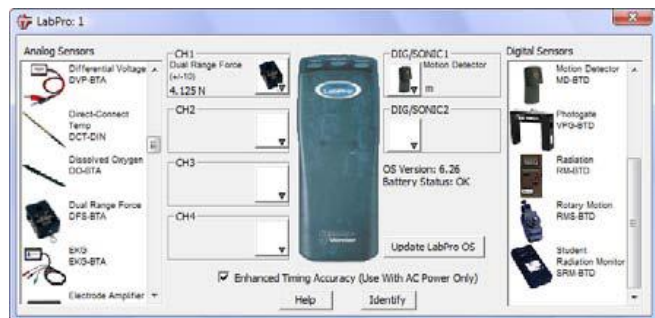 LabPro: 1
Analog Sensors
Differential Voltage
DVP-BTA
Direct-Connect
Temp
DCT-DIN
Dissolved Oxygen
DO-BTA
Dual Range Force
DFS-BTA
EKG
EKG-BTA
Electrode Amplifier
CH1
Dual Range Force
(+/-10)
4.125 N
CH2
CH3
CH4
LabPro
Vernier
DIG/SONIC1
Motion Detector
m
DIG/SONIC2
OS Version: 6.26
Battery Status: OK
Update LabPro OS
Enhanced Timing Accuracy (Use With AC Power Only)
Help
Identify
Digital Sensors
Motion Detector
MD-BTD
Photogate
VPG-BTD
Radiation
RM-BTD
Rotary Motion
RMS-BTD
Student
Radiation Monitor
SRM-BTD